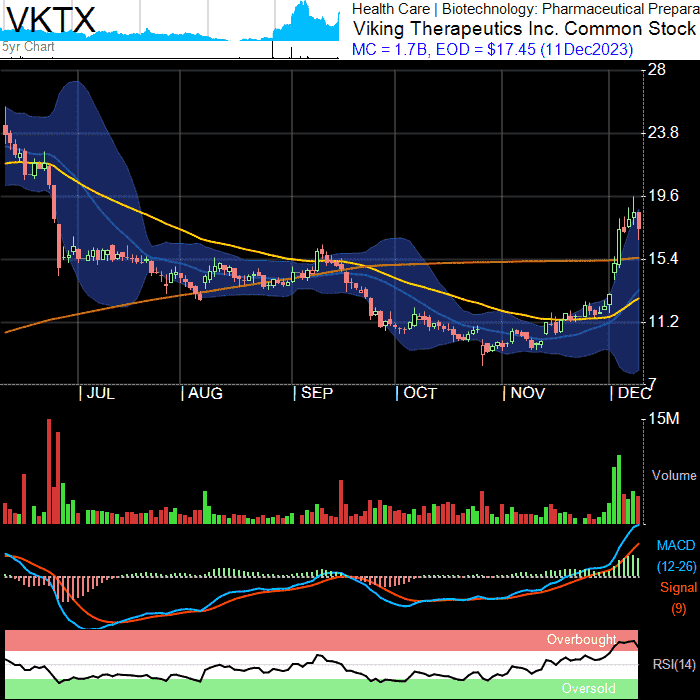 VKTX
5yr Chart
Health Care | Biotechnology: Pharmaceutical Prepara
Viking Therapeutics Inc. Common Stock
MC = 1.7B, EOD = $17.45 (11Dec2023)
28
23.8
19.6
15.4
11.2
7
| JUL | AUG | SEP | OCT | NOV | DEC
15M
Volume
MACD
(12-26)
Signal
(9)
Overbought
RSI(14)
Oversold